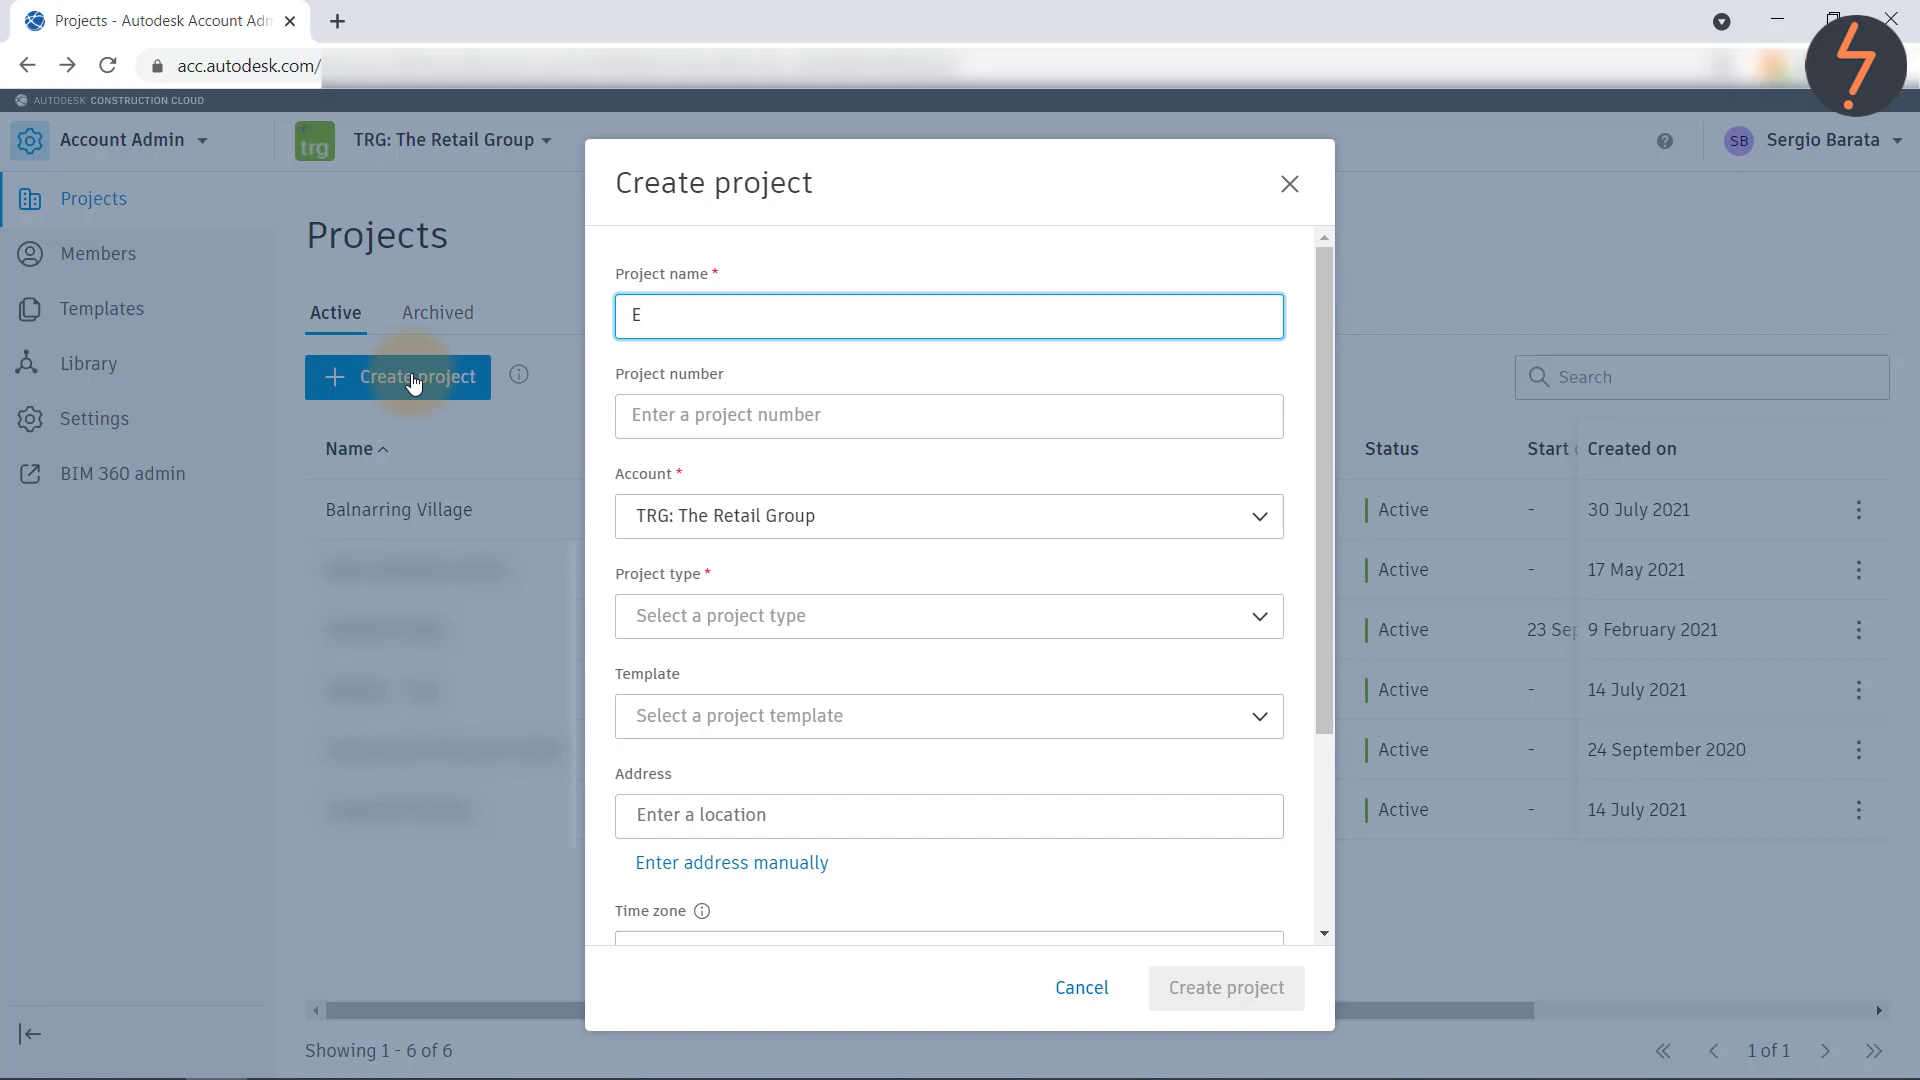 Projects - Autodesk Account Adm
acc.autodesk.com/
AUTODESK CONSTRUCTION CLOUD
Account Admin
trg
TRG: The Retail Group
SB
Sergio Barata
Projects
Members
Templates
Library
Settings
BIM 360 admin
Projects
Active
Archived
+ Create project
Search
Name
Status
Start
Created on
Balnarring Village
Active
-
30 July 2021
Active
-
17 May 2021
Active
23 Sep
9 February 2021
Active
-
14 July 2021
Active
-
24 September 2020
Active
-
14 July 2021
Showing 1 - 6 of 6
1 of 1
Create project
Project name *
E
Project number
Enter a project number
Account *
TRG: The Retail Group
Project type *
Select a project type
Template
Select a project template
Address
Enter a location
Enter address manually
Time zone
Cancel
Create project